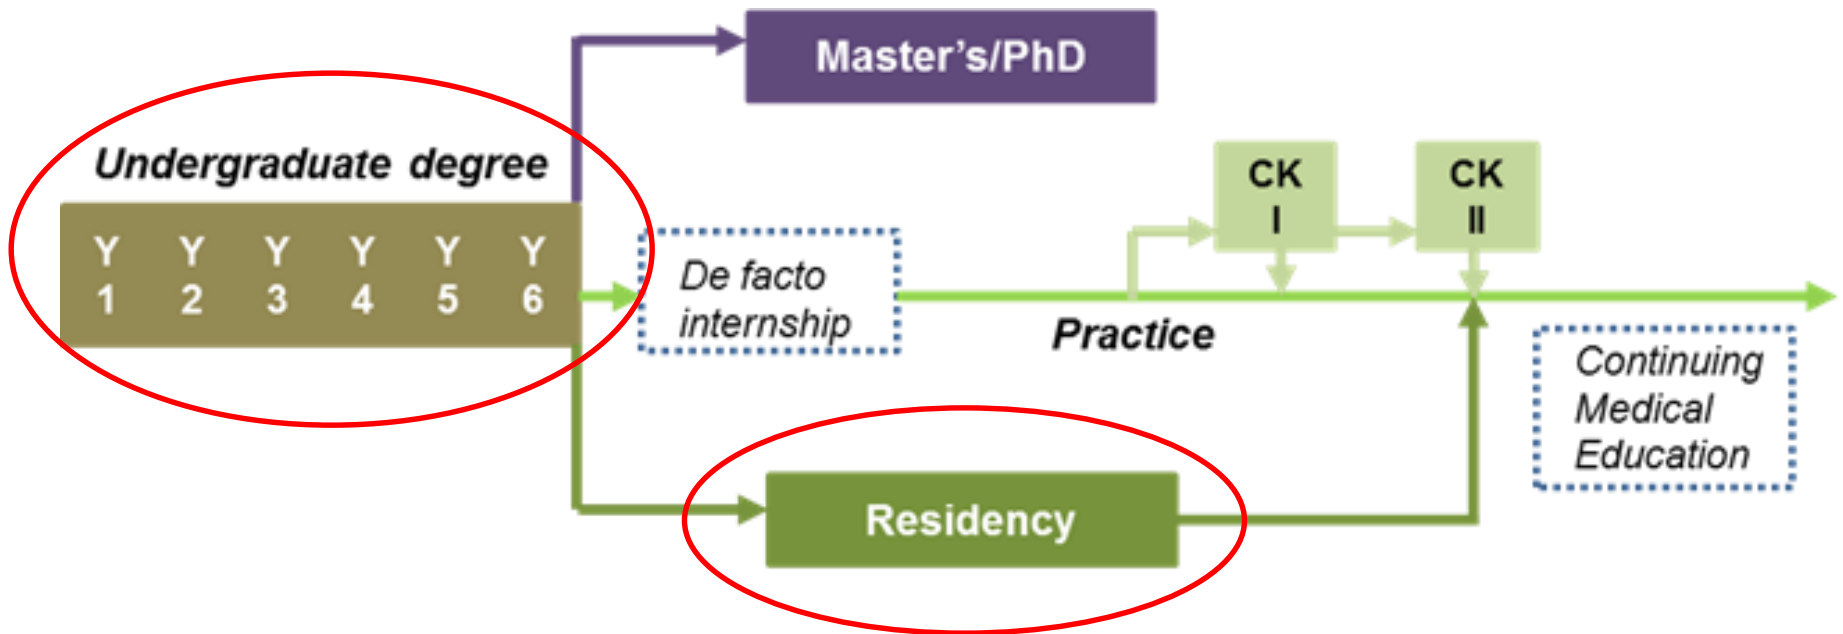 Master's/PhD
Undergraduate degree
Y Y Y Y Y Y
1 2 3 4 5 6
De facto
internship
CK
I
CK
II
Practice
Continuing
Medical
Education
Residency